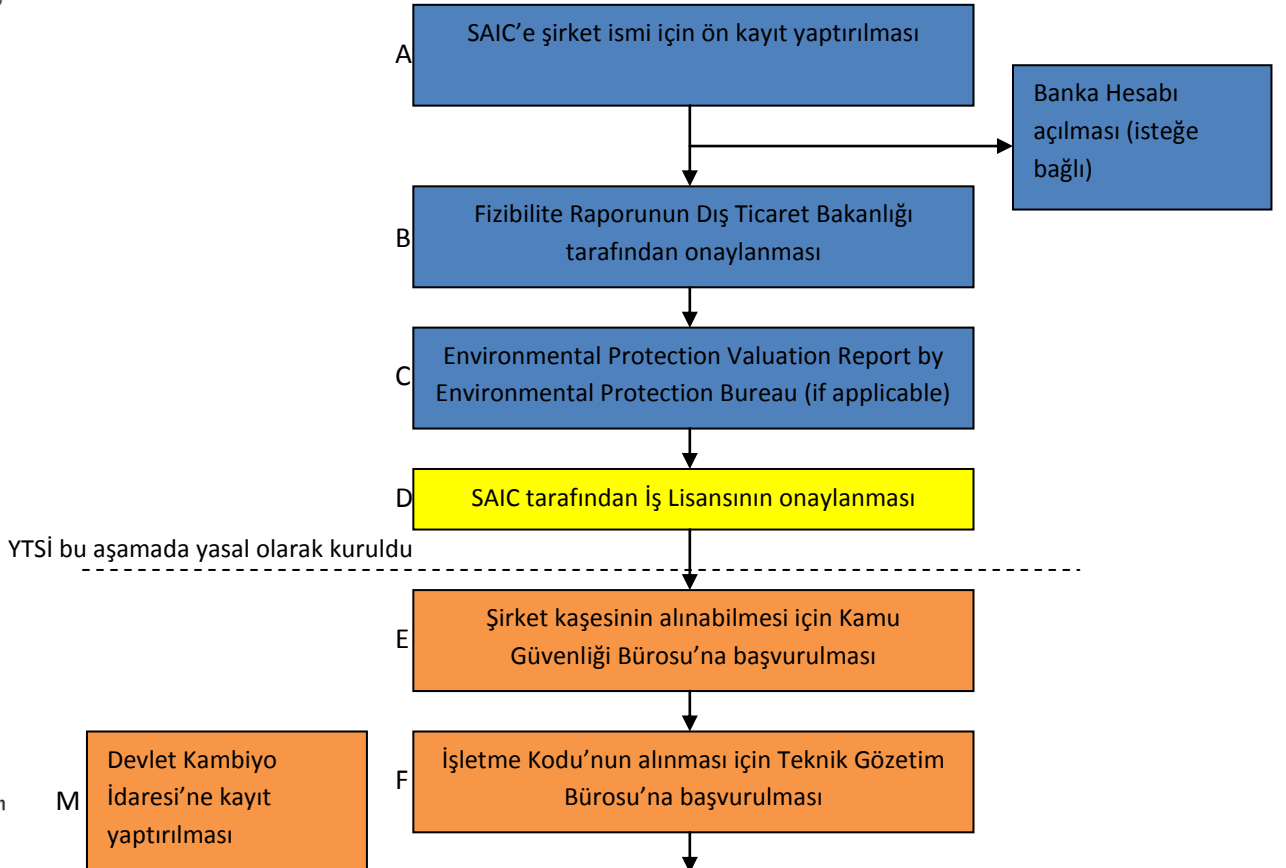 SAIC’e şirket ismi için ön kayıt yaptırılması
A
Banka Hesabı
açılması (isteğe
bağlı)
Fizibilite Raporunun Dış Ticaret Bakanlığı
tarafından onaylanması
B
Environmental Protection Valuation Report by
Environmental Protection Bureau (if applicable)
C
D
SAIC tarafından İş Lisansının onaylanması
YTSİ bu aşamada yasal olarak kuruldu
Şirket kaşesinin alınabilmesi için Kamu
Güvenliği Bürosu’na başvurulması
E
İşletme Kodu’nun alınması için Teknik Gözetim
Bürosu’na başvurulması
F
M
Devlet Kambiyo
İdaresi’ne kayıt
yaptırılması